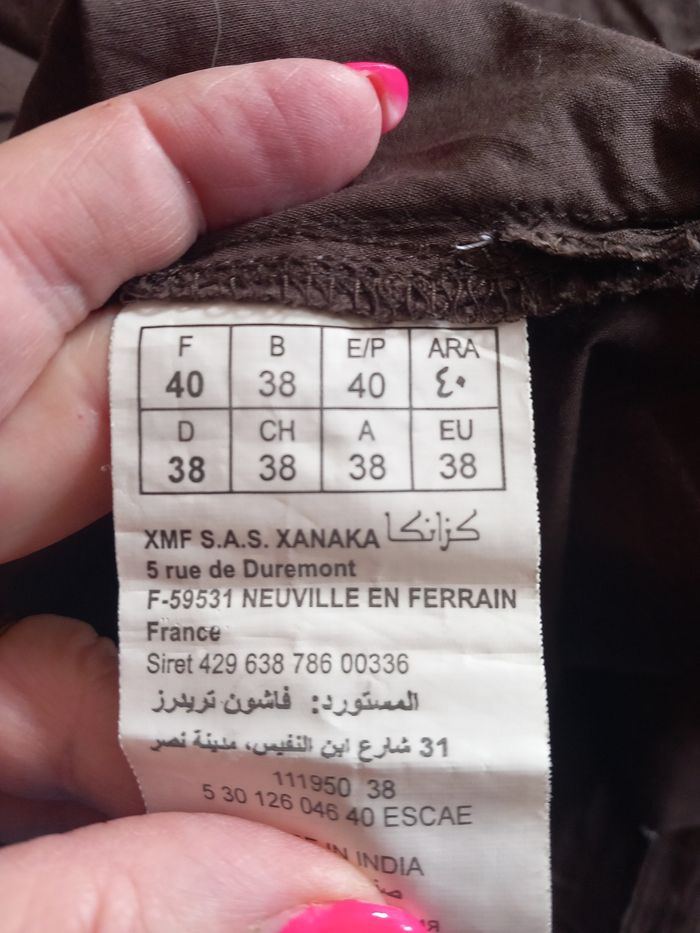 F B E/P ARA
40 38 40 ٤٠
D CH A EU
38 38 38 38
XMF S.A.S. XANAKA كزانكا
5 rue de Duremont
F-59531 NEUVILLE EN FERRAIN
France
Siret 429 638 786 00336
المستورد: فاشون تريدرز
31 شارع ابن النفيس، مدينة نصر
111950 38
5 30 126 046 40 ESCAE
IN INDIA